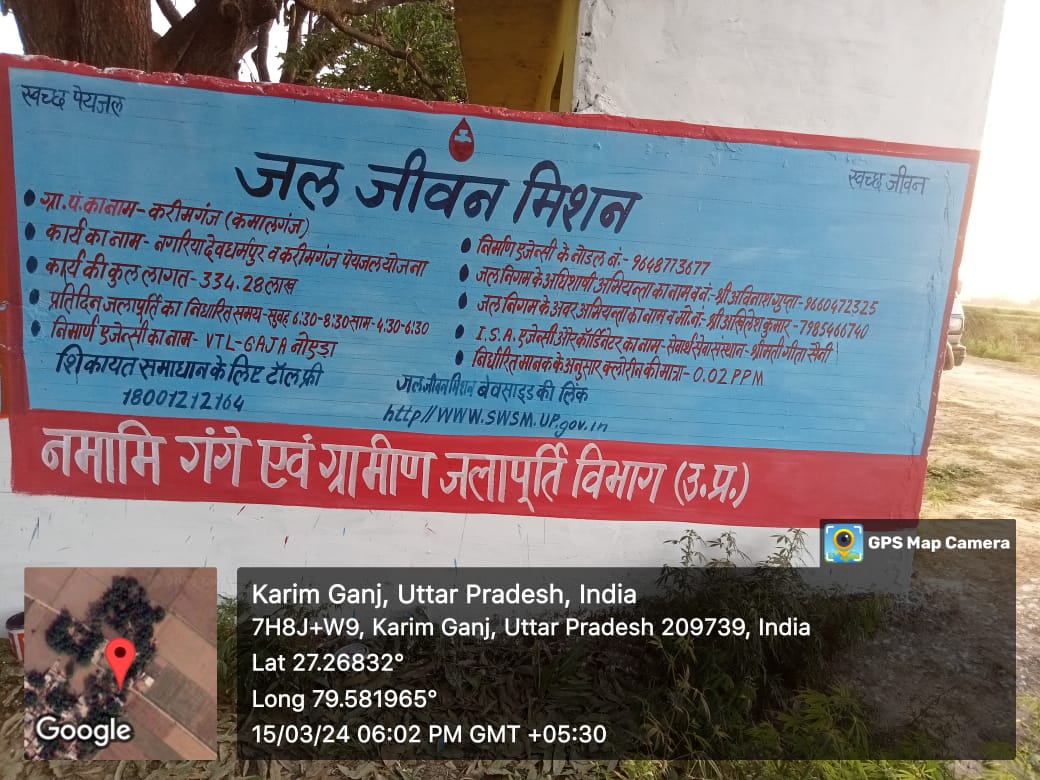 स्वच्छ पेयजल
स्वच्छ जीवन
जल जीवन मिशन
ग्रा.पं.का नाम- करीमगंज (कमालगंज)
कार्य का नाम- नगरिया देवधर्मपुर व करीमगंज पेयजल योजना
कार्य की कुल लागत- 334.28 लाख
प्रतिदिन जलापूर्ति का निर्धारित समय-सुबह 6:30-8:30 साम-4:30-6:30
निमार्ण एजेन्सी का नाम- VTL-GAJA नोएडा
शिकायत समाधान के लिए टॉल फ्री
18001212164
निर्माण एजेन्सी के नोडल नं.- 9648773677
जल निगम के अधिशाषी अभियन्ता का नाम व नं.-श्री अविनाश गुप्ता- 9660472325
जल निगम के अवर अभियन्ता का नाम व मो.नं.-श्री अखिलेश कुमार -7985466740
I.S.A. एजेन्सी और कॉर्डिनेटर का नाम- सेवार्थ सेवा संस्थान- श्रीमती गीता सैनी
निर्धारित मानक के अनुसार क्लोरीन की मात्रा- 0.02 PPM
जल जीवन मिशन बेवसाइड की लिंक
http//WWW.SWSM.UP.gov.in
नमामि गंगे एवं ग्रामीण जलापूर्ति विभाग (उ.प्र.)
GPS Map Camera
Karim Ganj, Uttar Pradesh, India
7H8J+W9, Karim Ganj, Uttar Pradesh 209739, India
Lat 27.26832°
Long 79.581965°
15/03/24 06:02 PM GMT +05:30
Google